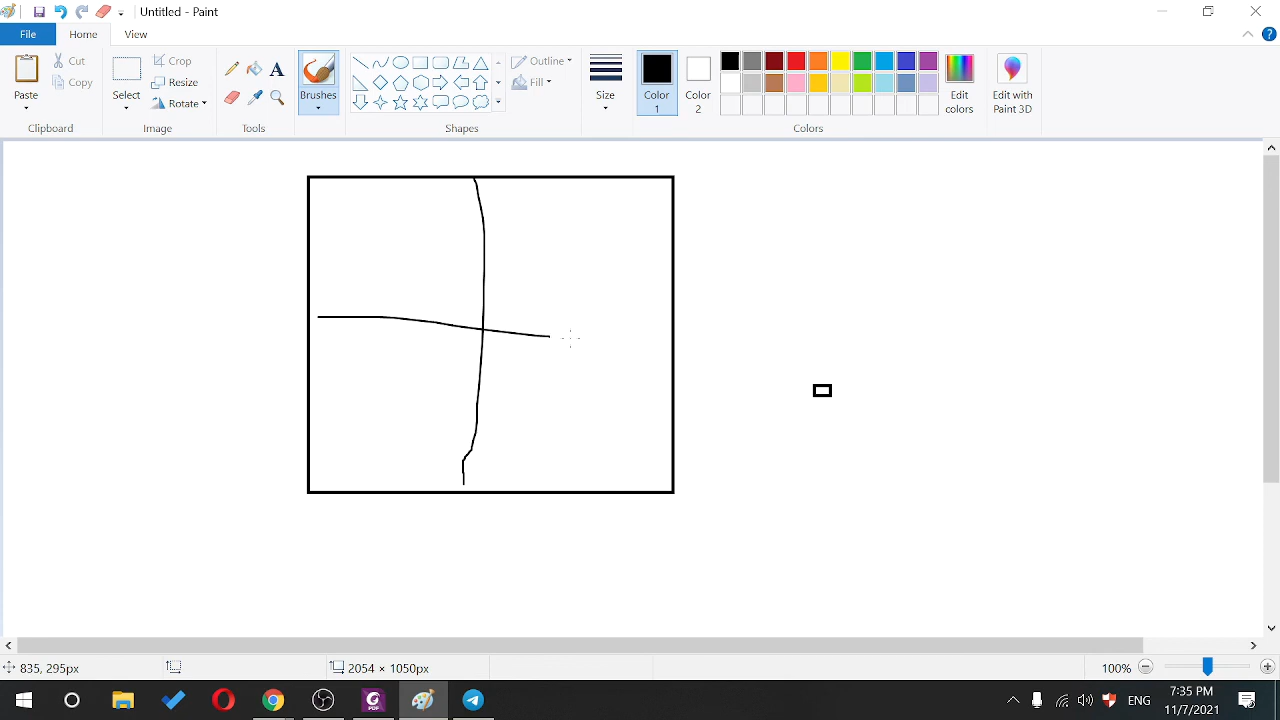 Untitled - Paint
File
Home
View
Paste
Cut
Copy
Clipboard
Select
Crop
Resize
Rotate
Image
Tools
Brushes
Shapes
Outline
Fill
Size
Color
1
Color
2
Colors
Edit
colors
Edit with
Paint 3D
835, 295px
2054 × 1050px
100%
ENG
7:35 PM
11/7/2021